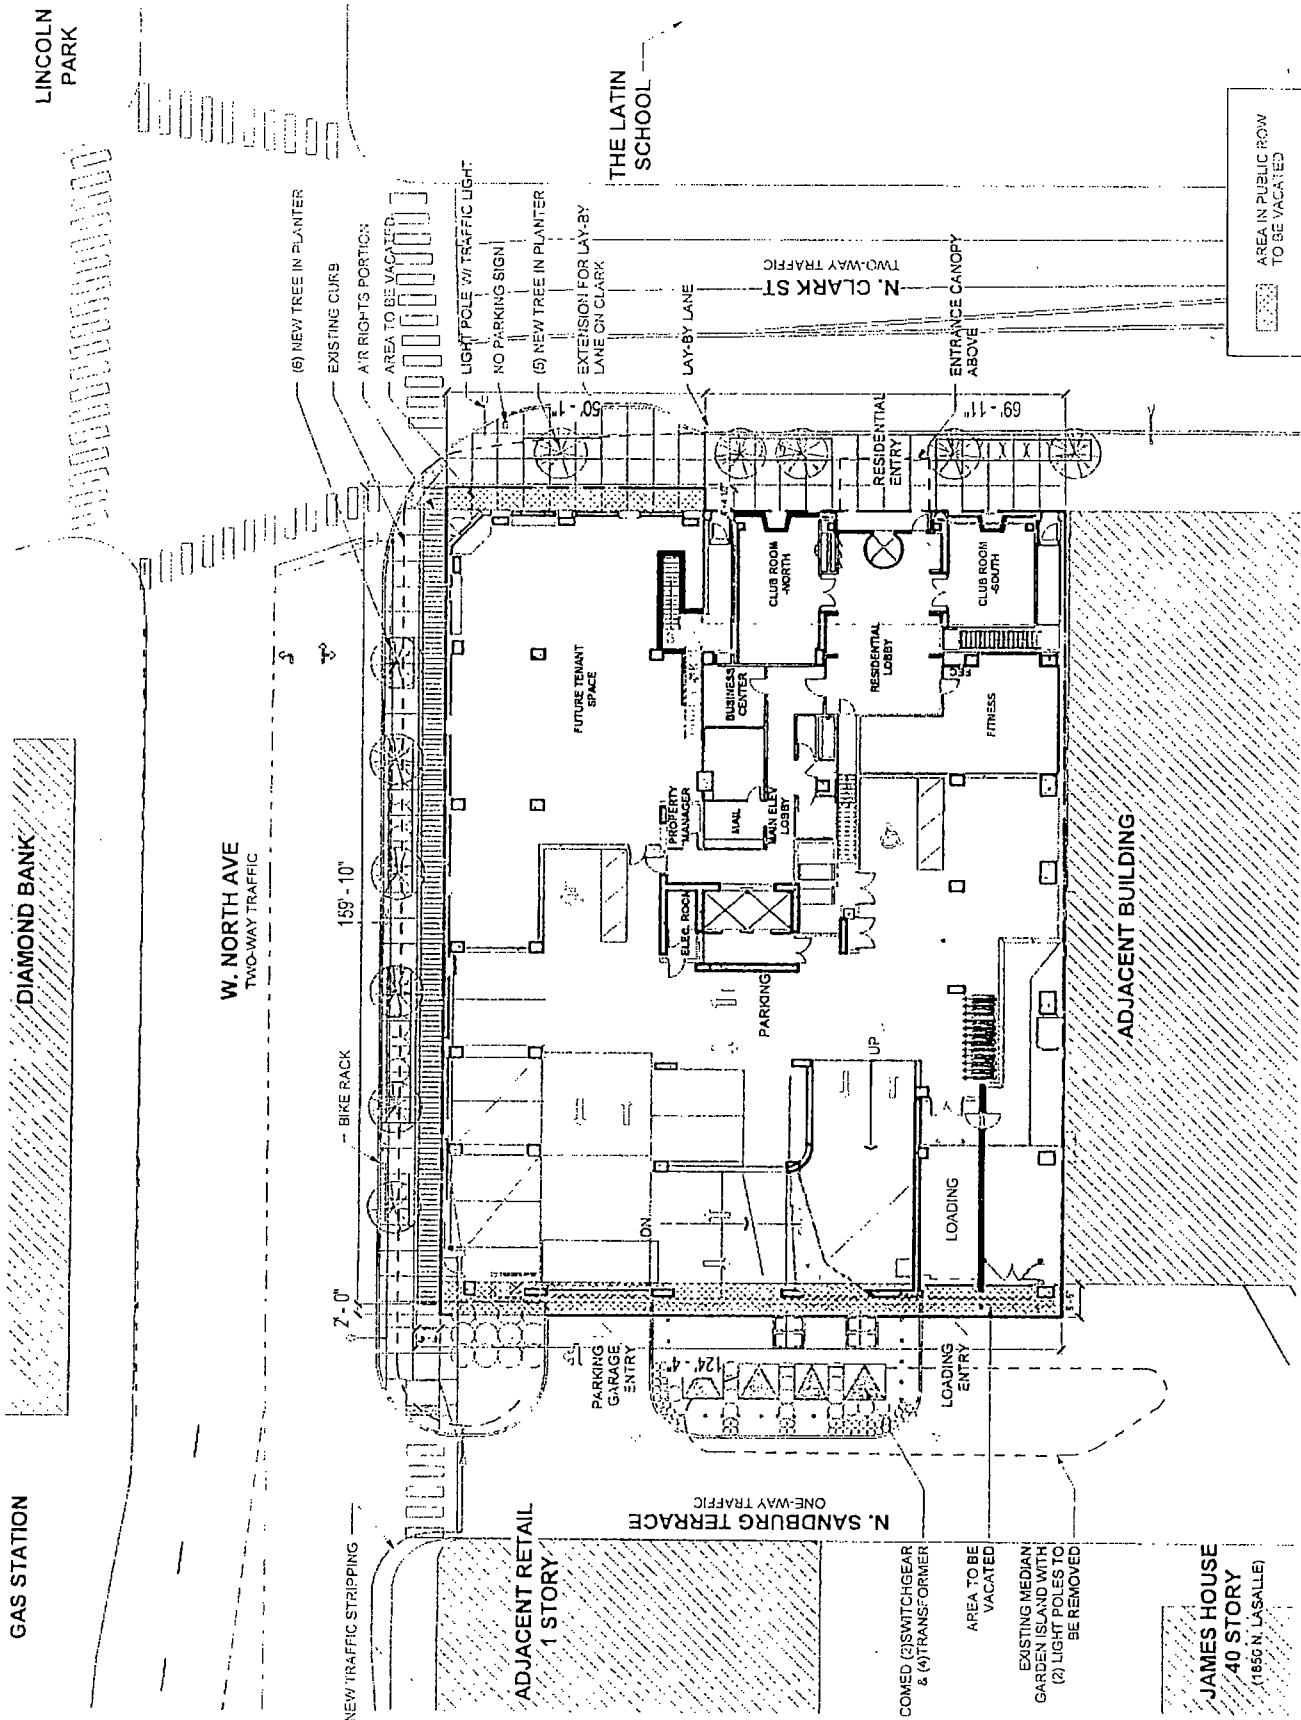 GAS STATION
DIAMOND BANK
LINCOLN
PARK
W. NORTH AVE
TWO-WAY TRAFFIC
NEW TRAFFIC STRIPPING
BIKE RACK
159' - 10"
2' - 0"
(6) NEW TREE IN PLANTER
EXISTING CURB
AIR RIGHTS PORTION
AREA TO BE VACATED
LIGHT POLE W/ TRAFFIC LIGHT
NO PARKING SIGN
(5) NEW TREE IN PLANTER
EXTENSION FOR LAY-BY
LANE ON CLARK
LAY-BY LANE
ENTRANCE CANOPY
ABOVE
THE LATIN
SCHOOL
N. CLARK ST
TWO-WAY TRAFFIC
50' - 1"
69' - 11"
RESIDENTIAL
ENTRY
FUTURE TENANT
SPACE
CLUB ROOM
-NORTH
CLUB ROOM
-SOUTH
RESIDENTIAL
LOBBY
BUSINESS
CENTER
FITNESS
PROPERTY
MANAGER
MAIL
MAIN ELEV
LOBBY
ELEC. ROOM
PARKING
UP
DN
LOADING
PARKING
GARAGE
ENTRY
124' - 4"
LOADING
ENTRY
ADJACENT BUILDING
N. SANDBURG TERRACE
ONE-WAY TRAFFIC
ADJACENT RETAIL
1 STORY
COMED (2)SWITCHGEAR
& (4)TRANSFORMER
AREA TO BE
VACATED
EXISTING MEDIAN
GARDEN ISLAND WITH
(2) LIGHT POLES TO
BE REMOVED
JAMES HOUSE
40 STORY
(1650 N. LASALLE)
AREA IN PUBLIC ROW
TO BE VACATED